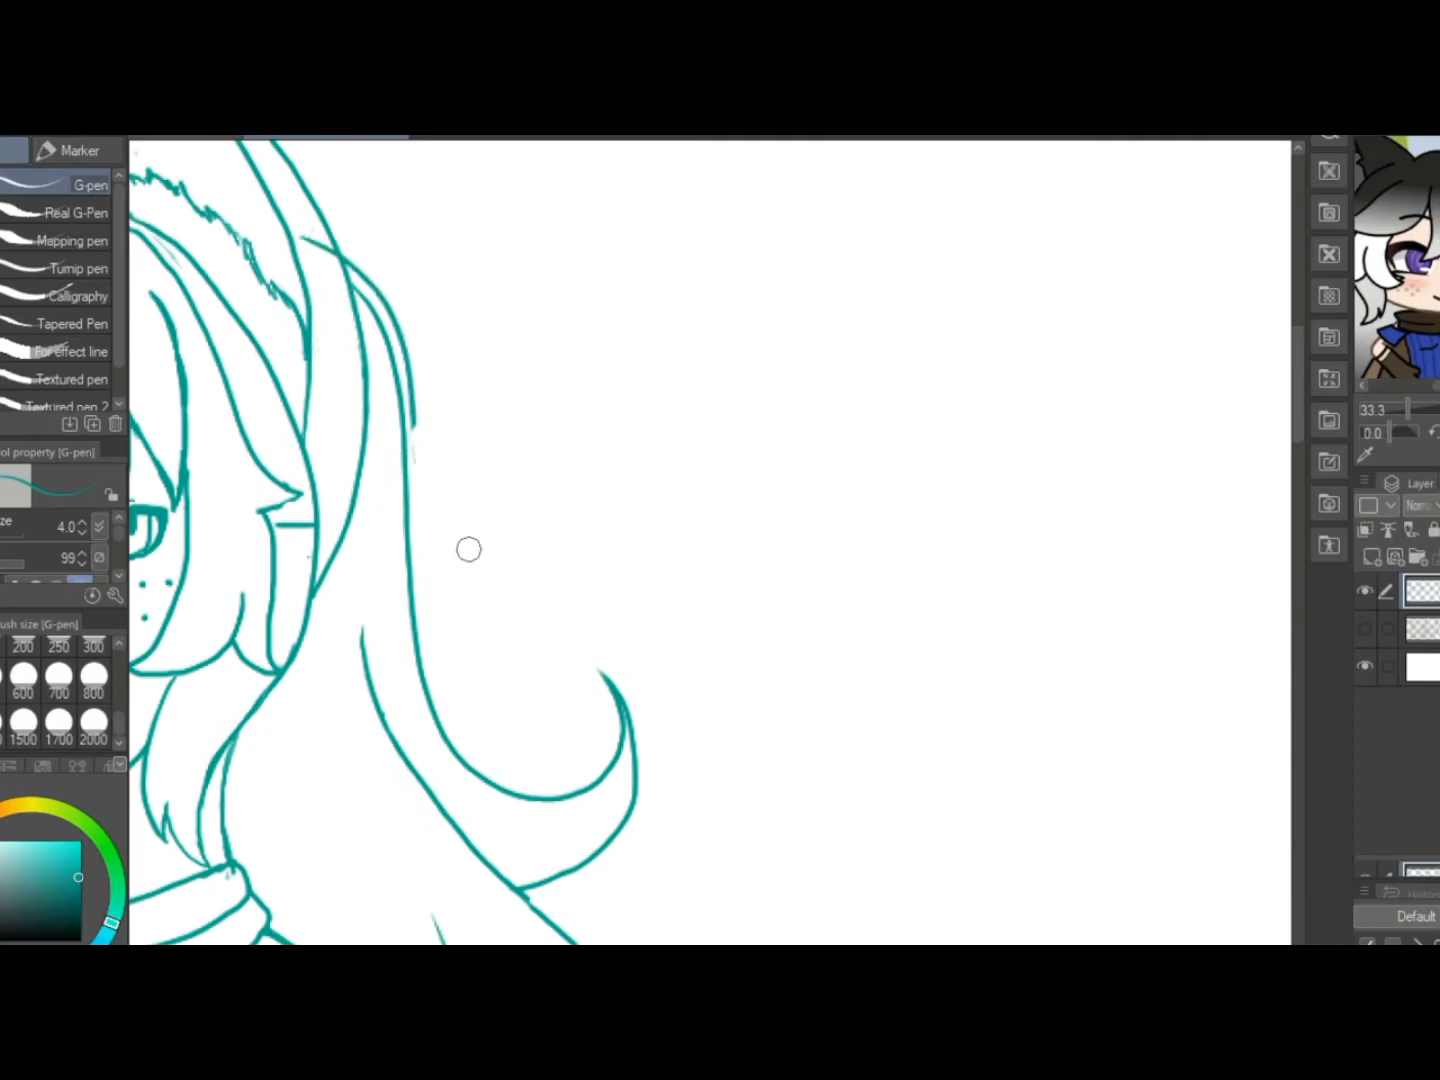 Marker
G-pen
Real G-Pen
Mapping pen
Turnip pen
Calligraphy
Tapered Pen
For effect line
Textured pen
Textured pen 2
ol property [G-pen]
ze 4.0
99
ush size [G-pen]
200 250 300
600 700 800
1500 1700 2000
33.3
0.0
Layer
Norm
Histor
Default